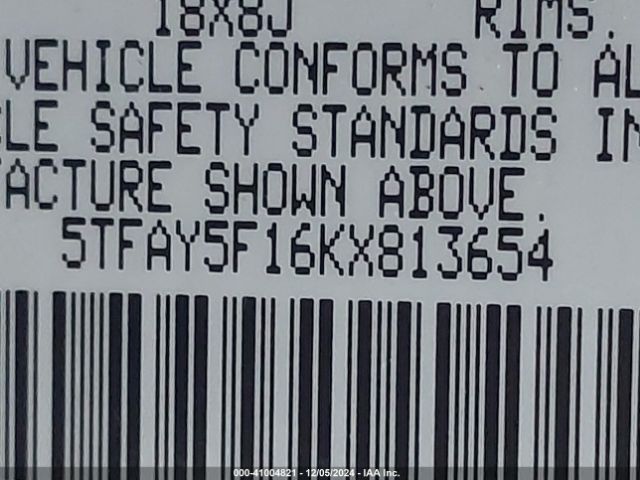 18X8J RIMS.
VEHICLE CONFORMS TO AL
LE SAFETY STANDARDS IN
ACTURE SHOWN ABOVE.
5TFAY5F16KX813654
000-41004821 - 12/05/2024 - IAA Inc.